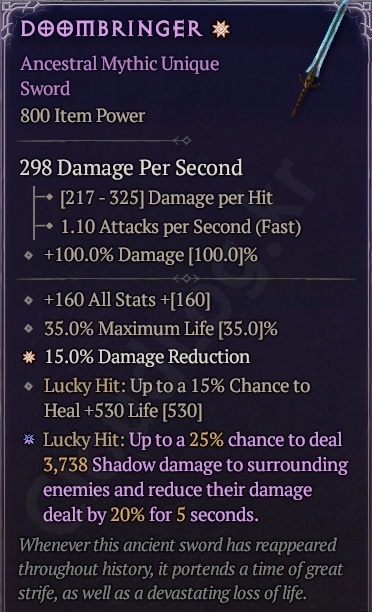 DOOMBRINGER
Ancestral Mythic Unique
Sword
800 Item Power
298 Damage Per Second
[217 - 325] Damage per Hit
1.10 Attacks per Second (Fast)
+100.0% Damage [100.0]%
+160 All Stats +[160]
35.0% Maximum Life [35.0]%
15.0% Damage Reduction
Lucky Hit: Up to a 15% Chance to
Heal +530 Life [530]
Lucky Hit: Up to a 25% chance to deal
3,738 Shadow damage to surrounding
enemies and reduce their damage
dealt by 20% for 5 seconds.
Whenever this ancient sword has reappeared
throughout history, it portends a time of great
strife, as well as a devastating loss of life.